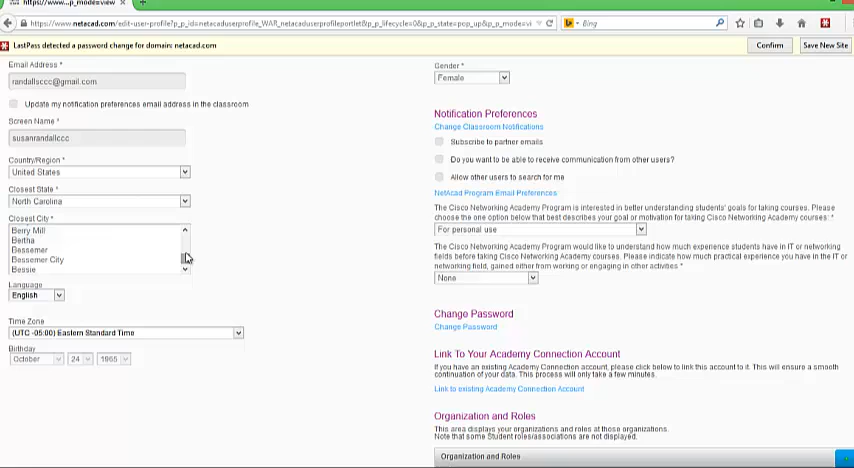 https://www....p_mode=view
https://www.netacad.com/edit-user-profile?p_p_id=netacaduserprofile_WAR_netacaduserprofileportlet&p_p_lifecycle=0&p_p_state=pop_up&p_p_mode=vi
Bing
LastPass detected a password change for domain: netacad.com
Confirm
Save New Site
Email Address *
randallsccc@gmail.com
Update my notification preferences email address in the classroom
Screen Name *
susanrandallccc
Country/Region *
United States
Closest State *
North Carolina
Closest City *
Berry Mill
Bertha
Bessemer
Bessemer City
Bessie
Language
English
Time Zone
(UTC -05:00) Eastern Standard Time
Birthday
October 24 1965
Gender *
Female
Notification Preferences
Change Classroom Notifications
Subscribe to partner emails
Do you want to be able to receive communication from other users?
Allow other users to search for me
NetAcad Program Email Preferences
The Cisco Networking Academy Program is interested in better understanding students' goals for taking courses. Please
choose the one option below that best describes your goal or motivation for taking Cisco Networking Academy courses: *
For personal use
The Cisco Networking Academy Program would like to understand how much experience students have in IT or networking
fields before taking Cisco Networking Academy courses. Please indicate how much practical experience you have in the IT or
networking field, gained either from working or engaging in other activities *
None
Change Password
Change Password
Link To Your Academy Connection Account
If you have an existing Academy Connection account, please click below to link this account to it. This will ensure a smooth
continuation of your data. This process will only take a few minutes.
Link to existing Academy Connection Account
Organization and Roles
This area displays your organizations and roles at those organizations.
Note that some Student roles/associations are not displayed.
Organization and Roles